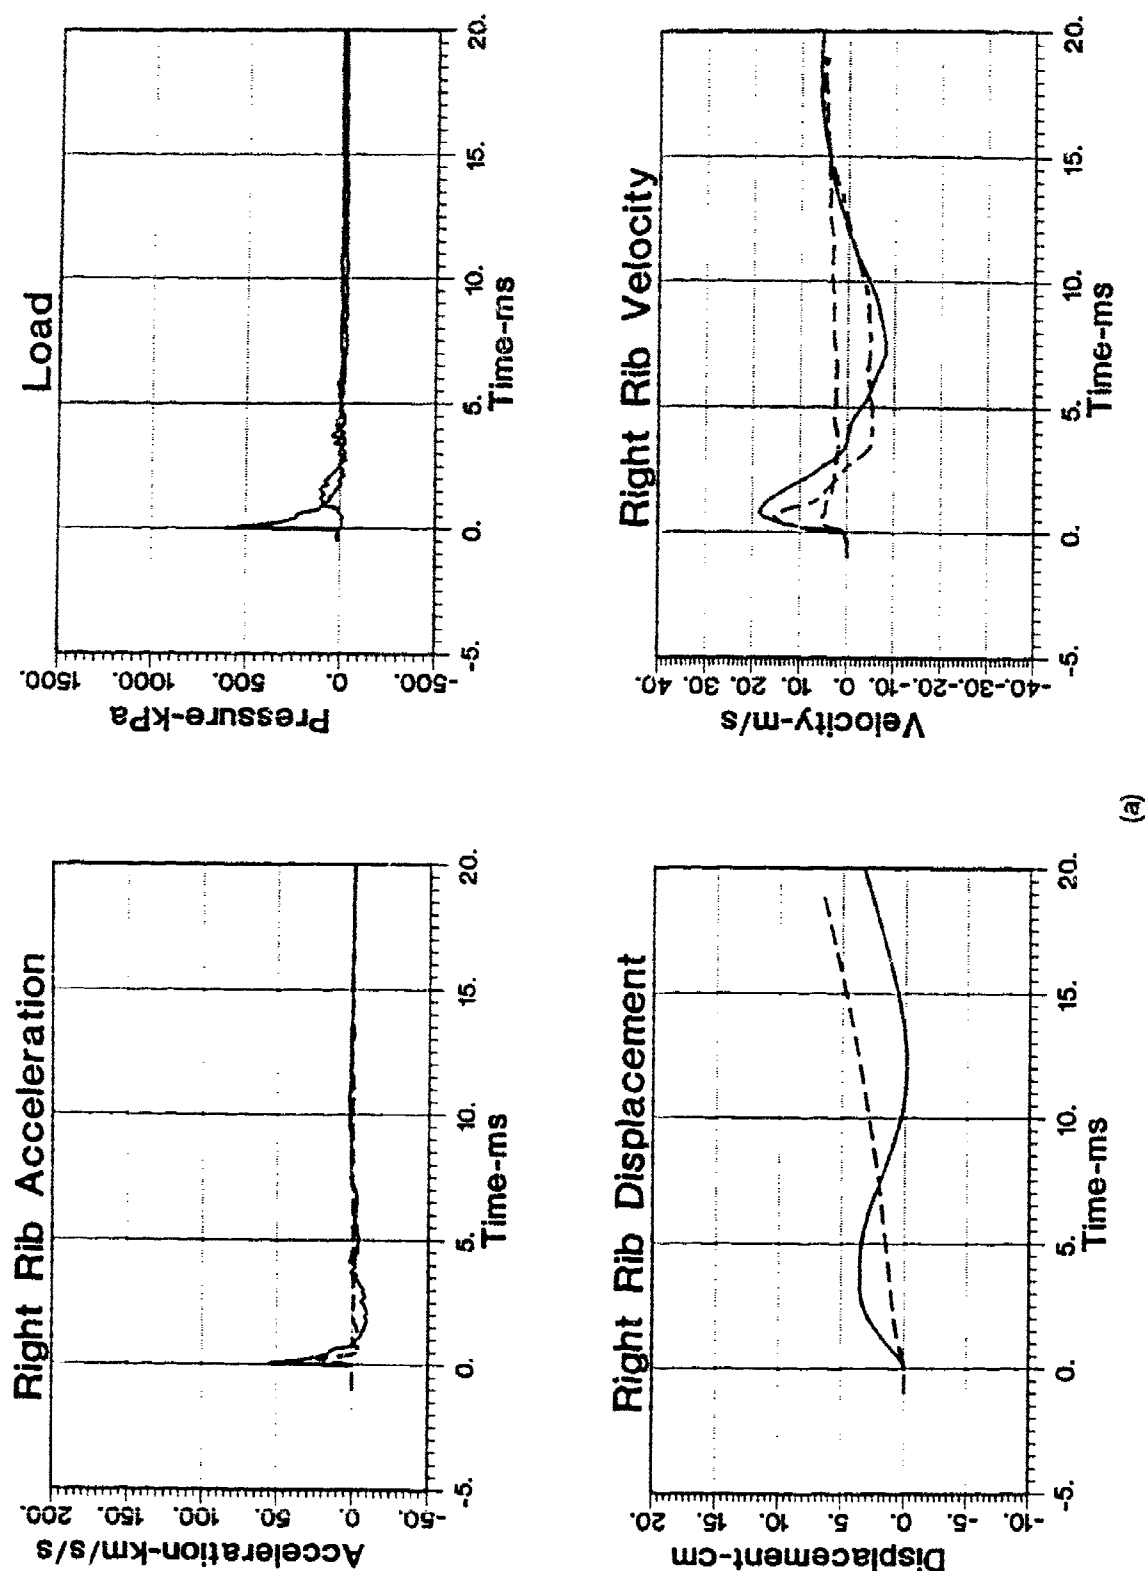 Right Rib Acceleration
Acceleration-km/s/s
200.
150.
100.
50.
0.
-50.
-5. 0. 5. 10. 15. 20.
Time-ms
Load
Pressure-kPa
1500.
1000.
500.
0.
-500.
-5. 0. 5. 10. 15. 20.
Time-ms
Right Rib Displacement
Displacement-cm
20.
15.
10.
5.
0.
-5.
-10.
-5. 0. 5. 10. 15. 20.
Time-ms
Right Rib Velocity
Velocity-m/s
40.
30.
20.
10.
0.
-10.
-20.
-30.
-40.
-5. 0. 5. 10. 15. 20.
Time-ms
(a)